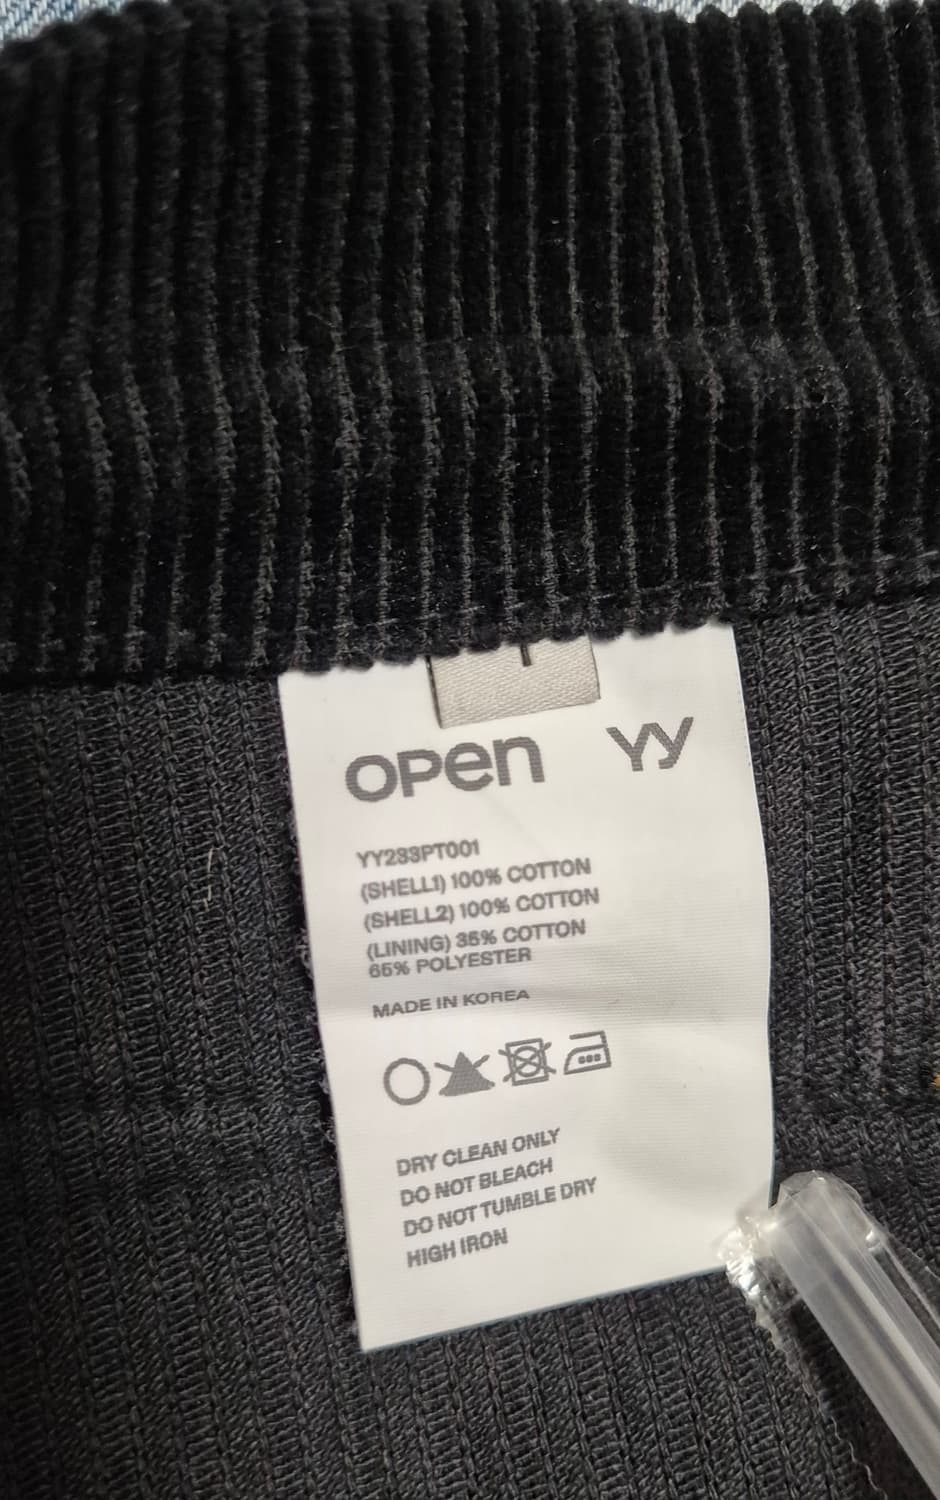 OPEN YY
YY233PT001
(SHELL1) 100% COTTON
(SHELL2) 100% COTTON
(LINING) 35% COTTON
65% POLYESTER
MADE IN KOREA
DRY CLEAN ONLY
DO NOT BLEACH
DO NOT TUMBLE DRY
HIGH IRON